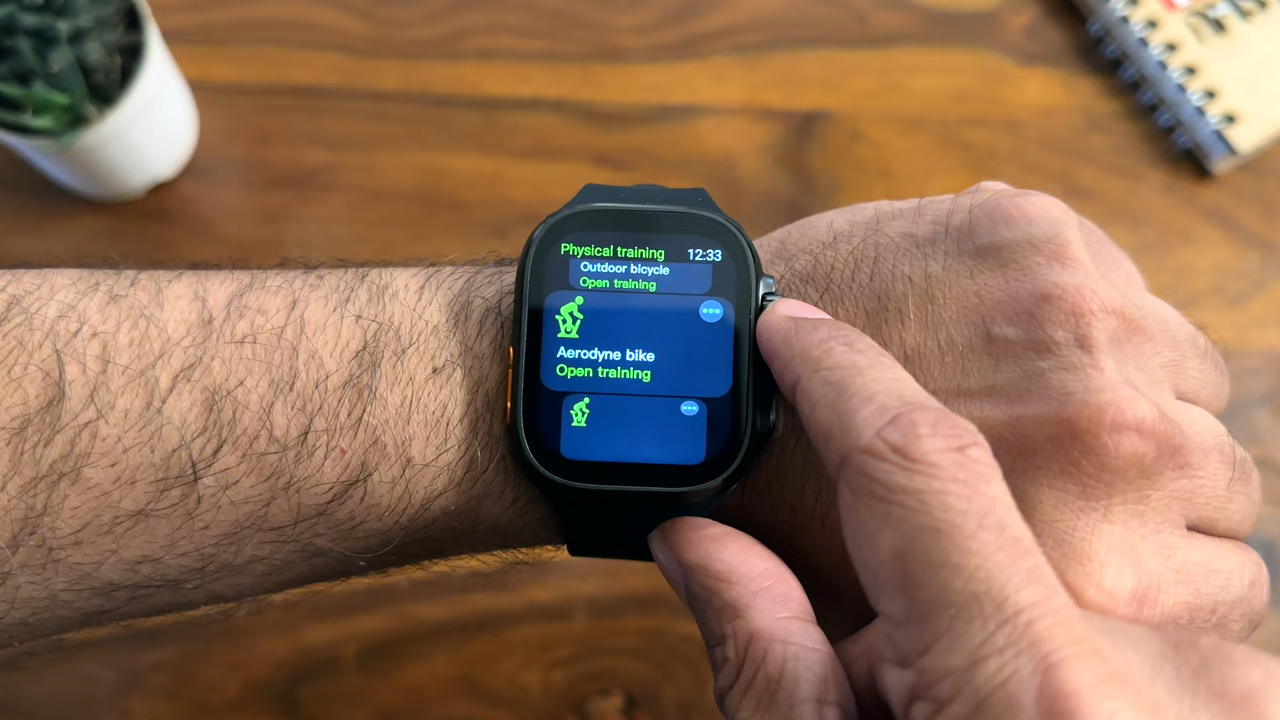 Physical training 12:33
Outdoor bicycle
Open training
Aerodyne bike
Open training